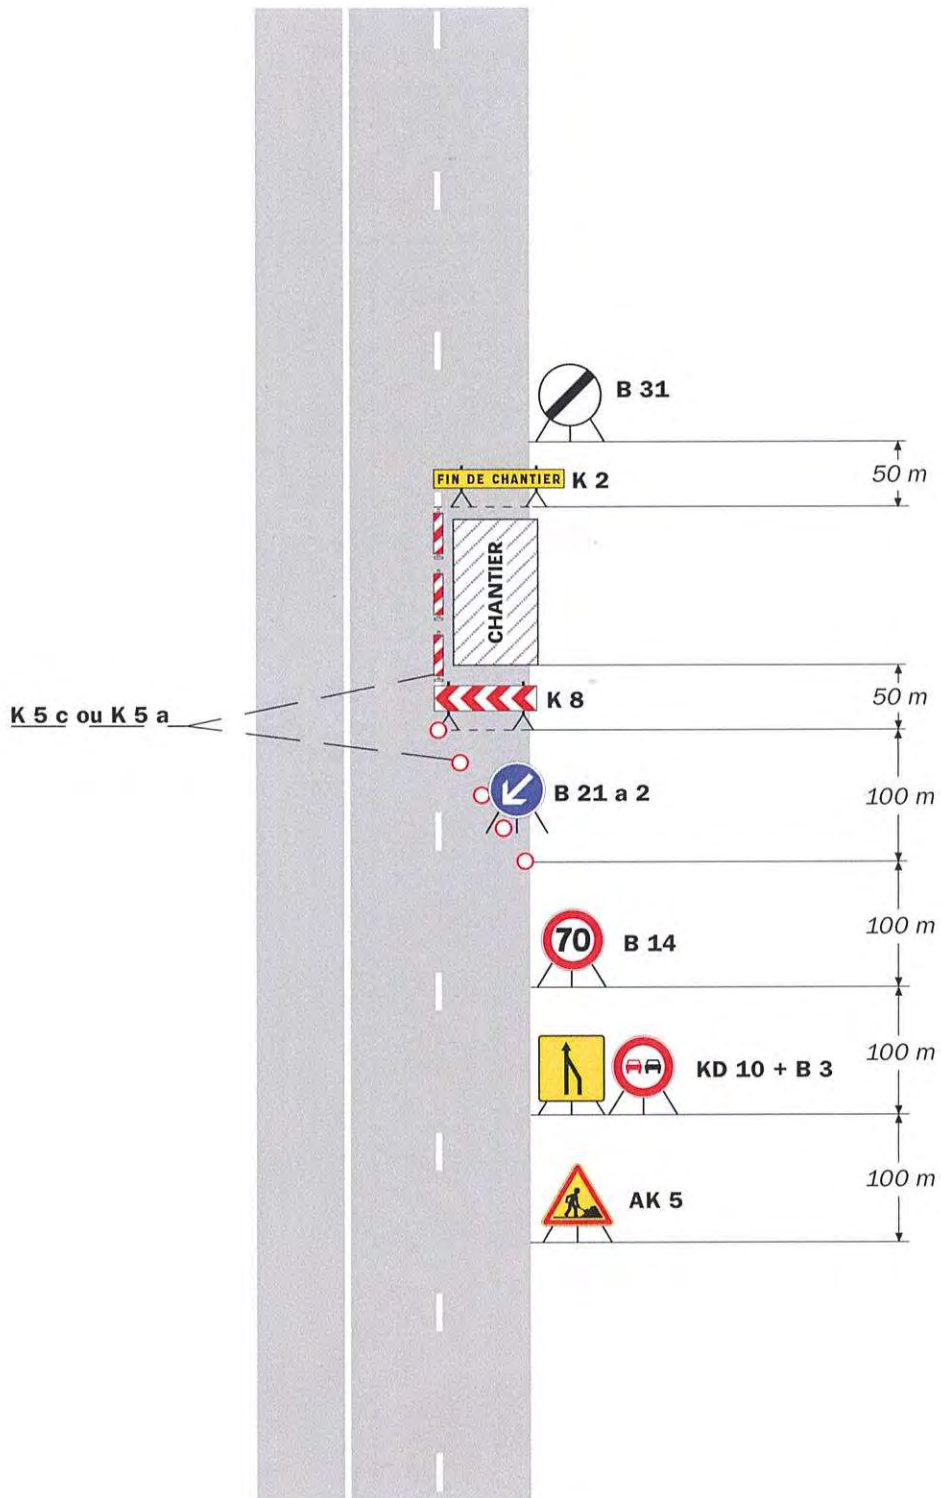 B 31
50 m
FIN DE CHANTIER
K 2
CHANTIER
50 m
K 8
K 5 c ou K 5 a
B 21 a 2
100 m
100 m
70
B 14
100 m
KD 10 + B 3
100 m
AK 5